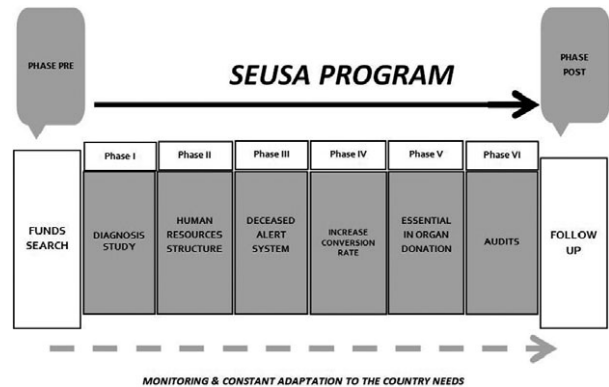 PHASE PRE
SEUSA PROGRAM
PHASE
POST
FUNDS
SEARCH
Phase I
DIAGNOSIS
STUDY
Phase II
HUMAN
RESOURCES
STRUCTURE
Phase III
DECEASED
ALERT
SYSTEM
Phase IV
INCREASE
CONVERSION
RATE
Phase V
ESSENTIAL
IN ORGAN
DONATION
Phase VI
AUDITS
FOLLOW
UP
MONITORING & CONSTANT ADAPTATION TO THE COUNTRY NEEDS